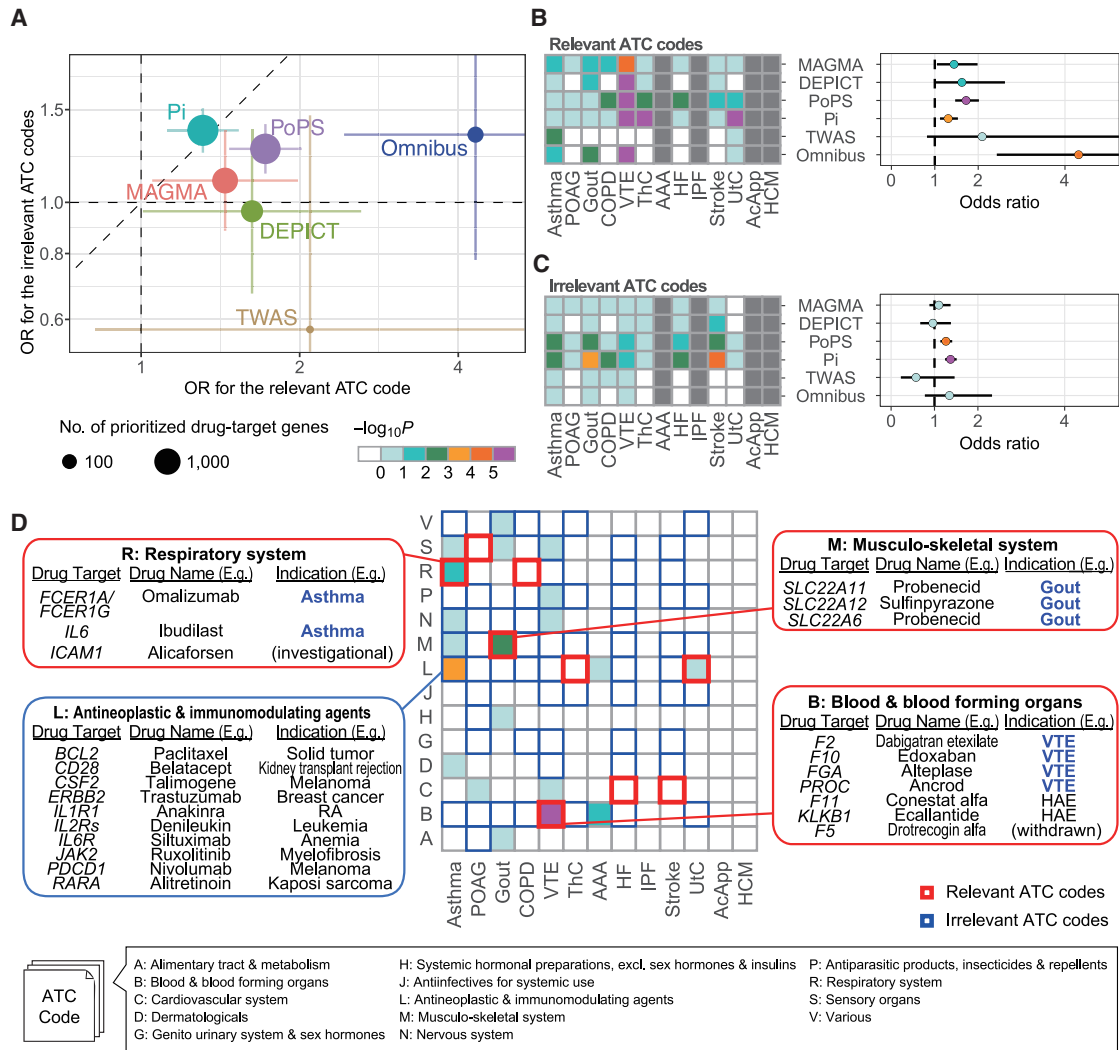 A
OR for the irrelevant ATC codes
1.5
1.0
0.8
0.6
Pi
PoPS
Omnibus
MAGMA
DEPICT
TWAS
1 2 4
OR for the relevant ATC code
No. of prioritized drug-target genes
100 1,000
–log10P
0 1 2 3 4 5
B
Relevant ATC codes
MAGMA
DEPICT
PoPS
Pi
TWAS
Omnibus
Asthma POAG Gout COPD VTE ThC AAA HF IPF Stroke UtC AcApp HCM
0 1 2 4
Odds ratio
C
Irrelevant ATC codes
MAGMA
DEPICT
PoPS
Pi
TWAS
Omnibus
Asthma POAG Gout COPD VTE ThC AAA HF IPF Stroke UtC AcApp HCM
0 1 2 4
Odds ratio
D
R: Respiratory system
Drug Target Drug Name (E.g.) Indication (E.g.)
FCER1A/ Omalizumab Asthma
FCER1G
IL6 Ibudilast Asthma
ICAM1 Alicaforsen (investigational)
L: Antineoplastic & immunomodulating agents
Drug Target Drug Name (E.g.) Indication (E.g.)
BCL2 Paclitaxel Solid tumor
CD28 Belatacept Kidney transplant rejection
CSF2 Talimogene Melanoma
ERBB2 Trastuzumab Breast cancer
IL1R1 Anakinra RA
IL2Rs Denileukin Leukemia
IL6R Siltuximab Anemia
JAK2 Ruxolitinib Myelofibrosis
PDCD1 Nivolumab Melanoma
RARA Alitretinoin Kaposi sarcoma
V
S
R
P
N
M
L
J
H
G
D
C
B
A
Asthma POAG Gout COPD VTE ThC AAA HF IPF Stroke UtC AcApp HCM
M: Musculo-skeletal system
Drug Target Drug Name (E.g.) Indication (E.g.)
SLC22A11 Probenecid Gout
SLC22A12 Sulfinpyrazone Gout
SLC22A6 Probenecid Gout
B: Blood & blood forming organs
Drug Target Drug Name (E.g.) Indication (E.g.)
F2 Dabigatran etexilate VTE
F10 Edoxaban VTE
FGA Alteplase VTE
PROC Ancrod VTE
F11 Conestat alfa HAE
KLKB1 Ecallantide HAE
F5 Drotrecogin alfa (withdrawn)
Relevant ATC codes
Irrelevant ATC codes
ATC
Code
A: Alimentary tract & metabolism
B: Blood & blood forming organs
C: Cardiovascular system
D: Dermatologicals
G: Genito urinary system & sex hormones
H: Systemic hormonal preparations, excl. sex hormones & insulins
J: Antiinfectives for systemic use
L: Antineoplastic & immunomodulating agents
M: Musculo-skeletal system
N: Nervous system
P: Antiparasitic products, insecticides & repellents
R: Respiratory system
S: Sensory organs
V: Various